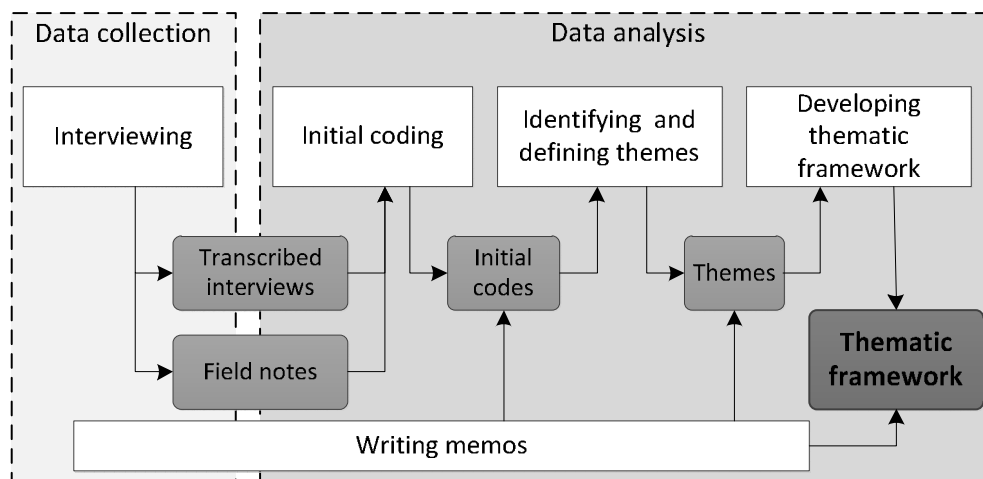 Data collection
Data analysis
Interviewing
Initial coding
Identifying and
defining themes
Developing
thematic
framework
Transcribed
interviews
Initial
codes
Themes
Field notes
Thematic
framework
Writing memos